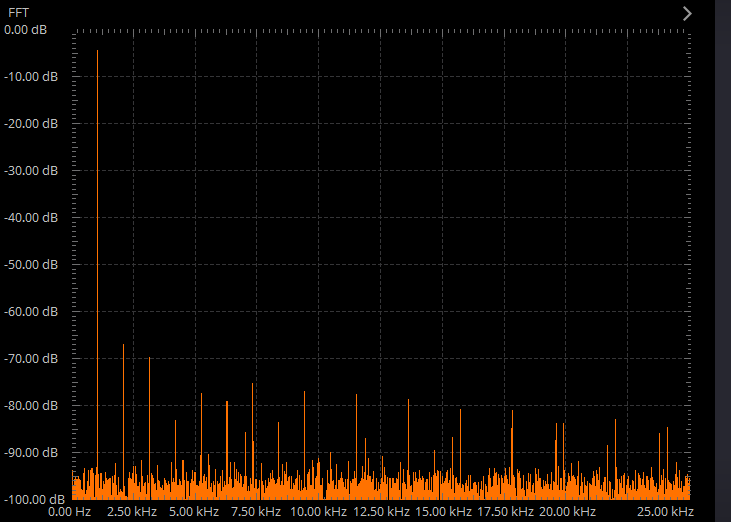 FFT
0.00 dB
-10.00 dB
-20.00 dB
-30.00 dB
-40.00 dB
-50.00 dB
-60.00 dB
-70.00 dB
-80.00 dB
-90.00 dB
-100.00 dB
0.00 Hz 2.50 kHz 5.00 kHz 7.50 kHz 10.00 kHz 12.50 kHz 15.00 kHz 17.50 kHz 20.00 kHz 25.00 kHz